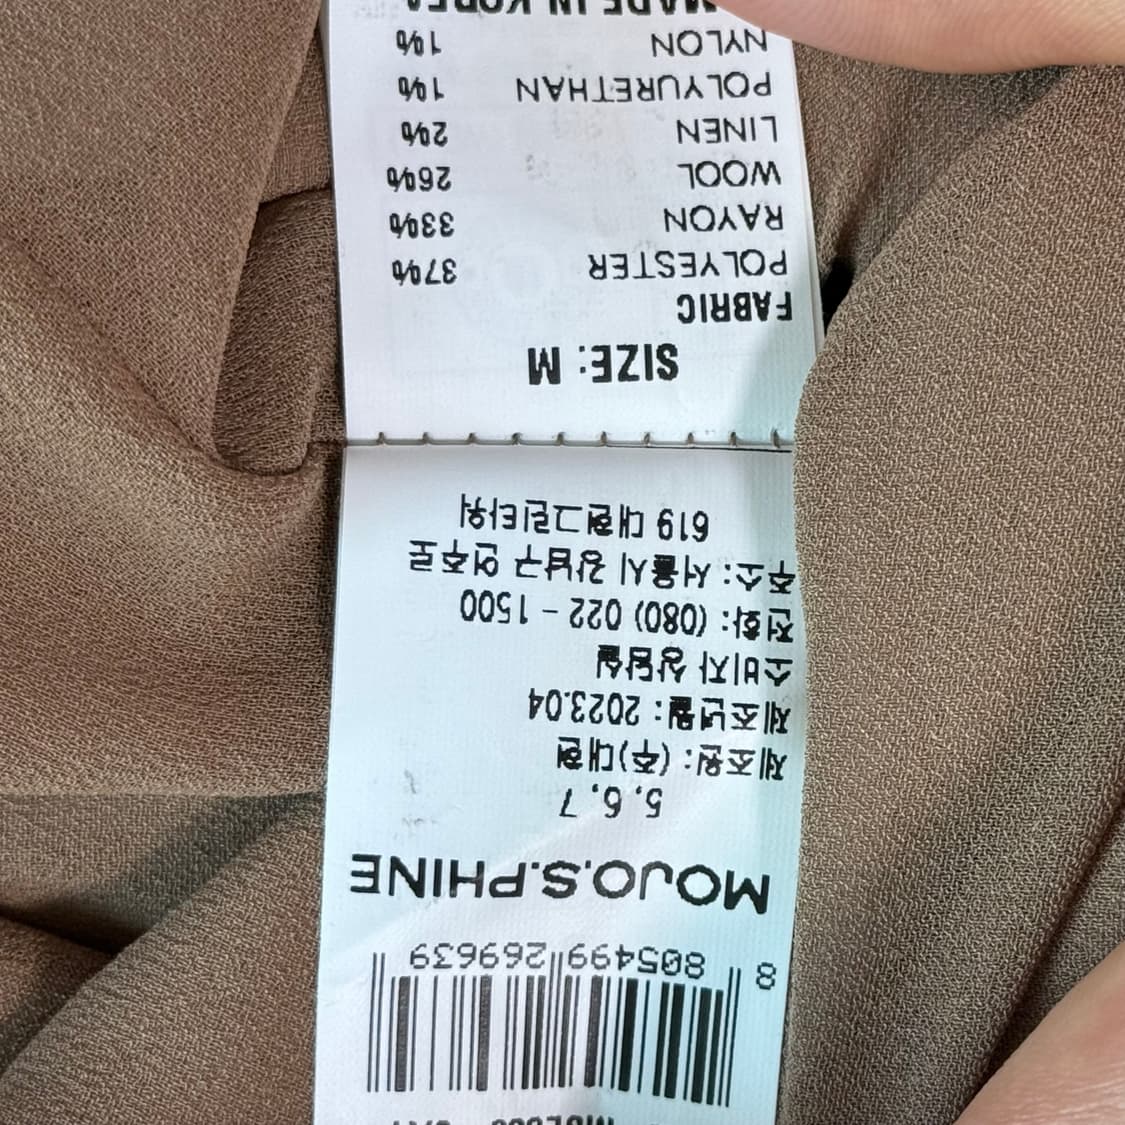 8 805499 269639
MOJO.S.PHINE
5, 6, 7
제조원: (주)대현
제조년월: 2023.04
소비자 상담실
전화: (080) 022 - 1500
주소: 서울시 강남구 언주로
619 대현그린타워
SIZE: M
FABRIC
POLYESTER 37%
RAYON 33%
WOOL 26%
LINEN 2%
POLYURETHAN 1%
NYLON 1%
MADE IN KOREA